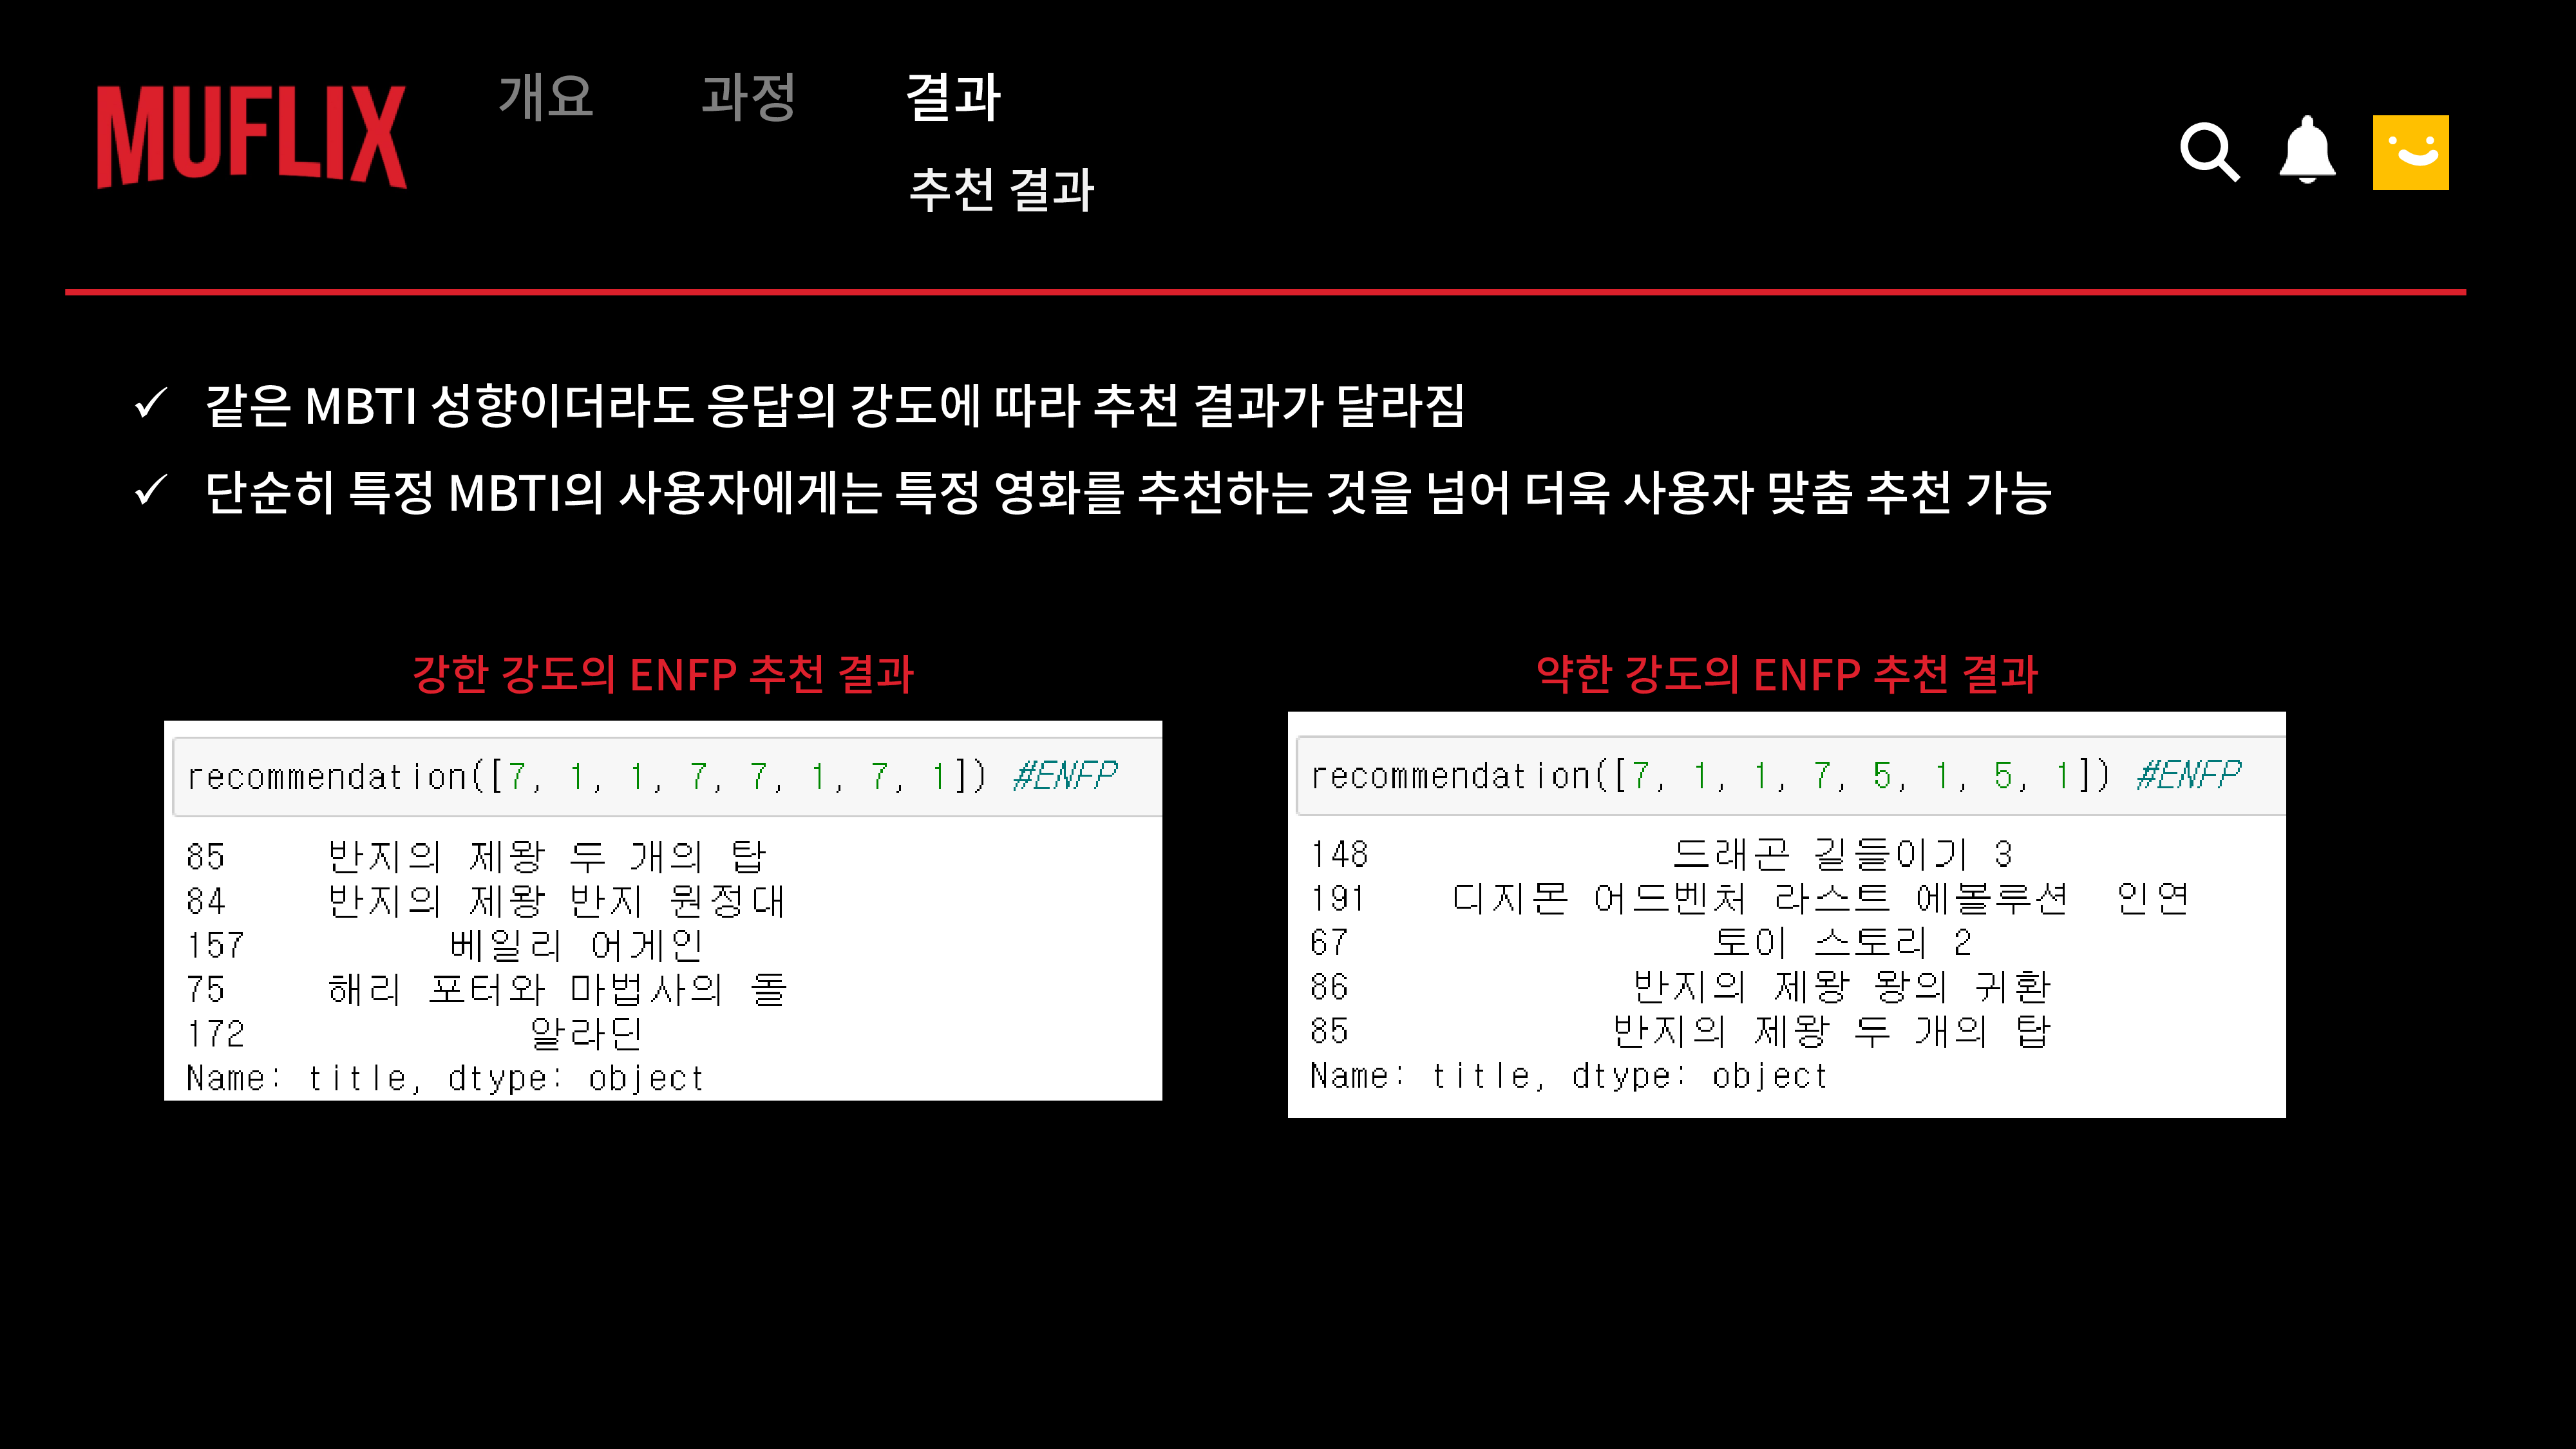 MUFLIX
개요 과정 결과
추천 결과
✓ 같은 MBTI 성향이더라도 응답의 강도에 따라 추천 결과가 달라짐
✓ 단순히 특정 MBTI의 사용자에게는 특정 영화를 추천하는 것을 넘어 더욱 사용자 맞춤 추천 가능
강한 강도의 ENFP 추천 결과
recommendation([7, 1, 1, 7, 7, 1, 7, 1]) #ENFP
85 반지의 제왕 두 개의 탑
84 반지의 제왕 반지 원정대
157 베일리 어게인
75 해리 포터와 마법사의 돌
172 알라딘
Name: title, dtype: object
약한 강도의 ENFP 추천 결과
recommendation([7, 1, 1, 7, 5, 1, 5, 1]) #ENFP
148 드래곤 길들이기 3
191 디지몬 어드벤처 라스트 에볼루션 인연
67 토이 스토리 2
86 반지의 제왕 왕의 귀환
85 반지의 제왕 두 개의 탑
Name: title, dtype: object